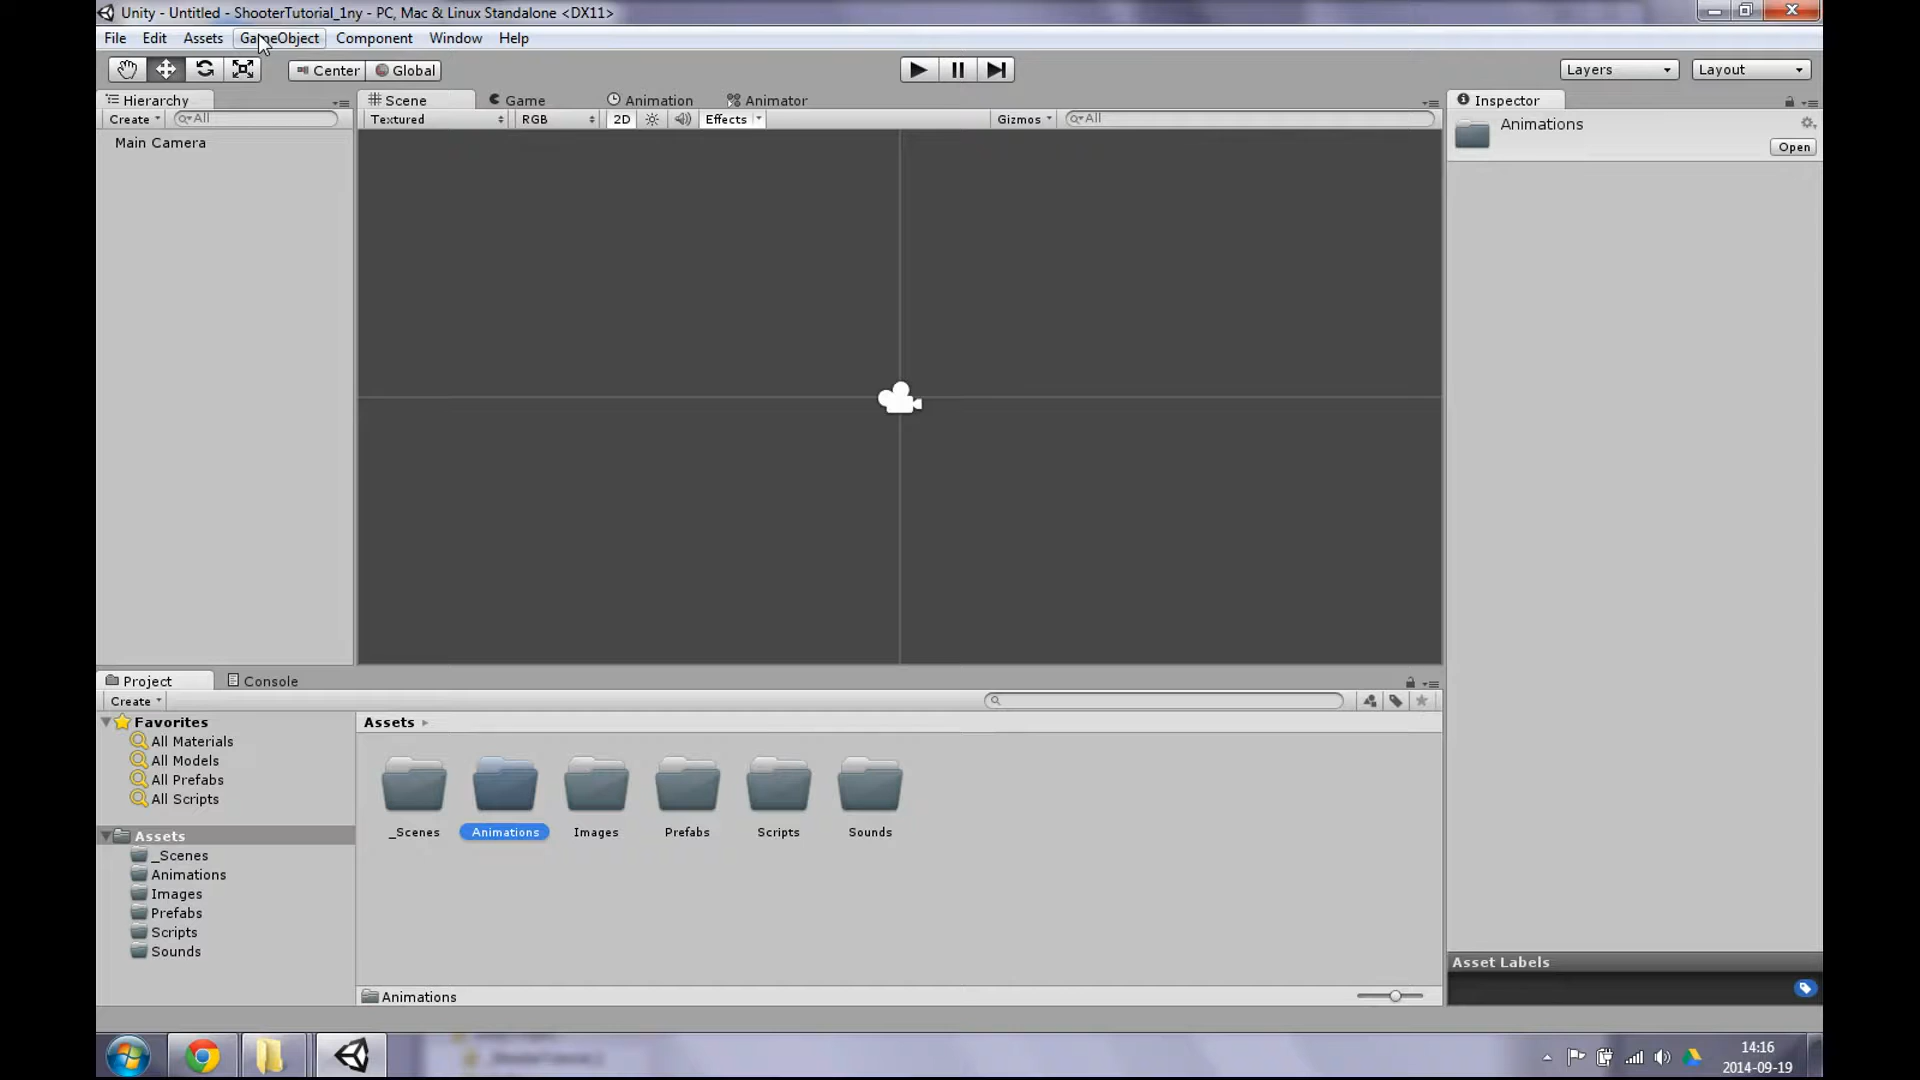 Unity - Untitled - ShooterTutorial_1ny - PC, Mac & Linux Standalone <DX11>
File Edit Assets GameObject Component Window Help
Center Global Layers Layout
Hierarchy Scene Game Animation Animator Inspector
Create All Textured RGB 2D Effects Gizmos All Animations
Main Camera Open
Project Console
Create
Favorites Assets
All Materials
All Models
All Prefabs
All Scripts
_Scenes Animations Images Prefabs Scripts Sounds
Assets
_Scenes
Animations
Images
Prefabs
Scripts
Sounds
Asset Labels
Animations
14:16
2014-09-19